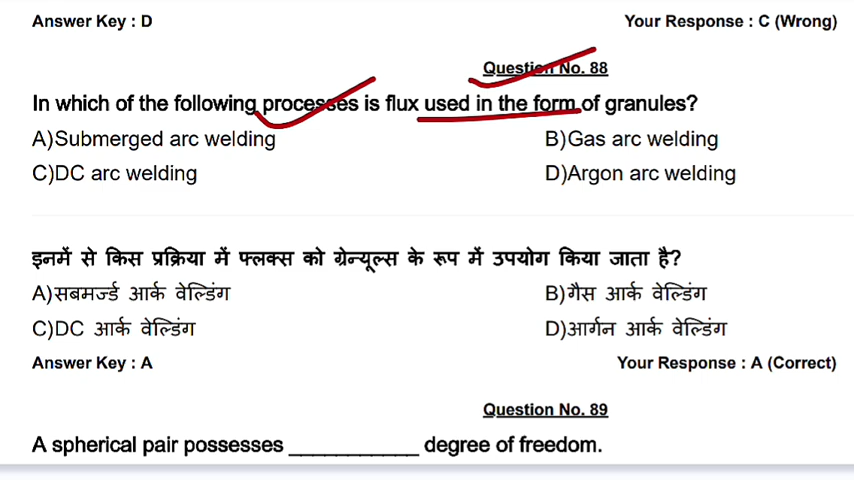 Answer Key : D Your Response : C (Wrong)
Question No. 88
In which of the following processes is flux used in the form of granules?
A)Submerged arc welding B)Gas arc welding
C)DC arc welding D)Argon arc welding
इनमें से किस प्रक्रिया में फ्लक्स को ग्रेन्यूल्स के रूप में उपयोग किया जाता है?
A)सबमर्ज्ड आर्क वेल्डिंग B)गैस आर्क वेल्डिंग
C)DC आर्क वेल्डिंग D)आर्गन आर्क वेल्डिंग
Answer Key : A Your Response : A (Correct)
Question No. 89
A spherical pair possesses ____________ degree of freedom.